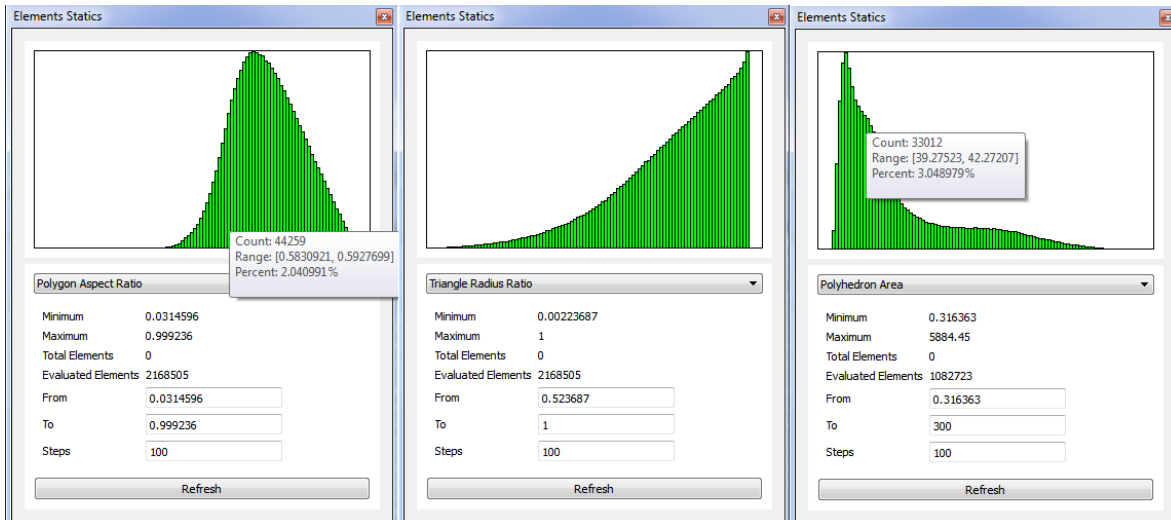 Elements Statics
Count: 44259
Range: [0.5830921, 0.5927699]
Percent: 2.040991%
Polygon Aspect Ratio
Minimum 0.0314596
Maximum 0.999236
Total Elements 0
Evaluated Elements 2168505
From 0.0314596
To 0.999236
Steps 100
Refresh
Elements Statics
Triangle Radius Ratio
Minimum 0.00223687
Maximum 1
Total Elements 0
Evaluated Elements 2168505
From 0.523687
To 1
Steps 100
Refresh
Elements Statics
Count: 33012
Range: [39.27523, 42.27207]
Percent: 3.048979%
Polyhedron Area
Minimum 0.316363
Maximum 5884.45
Total Elements 0
Evaluated Elements 1082723
From 0.316363
To 300
Steps 100
Refresh